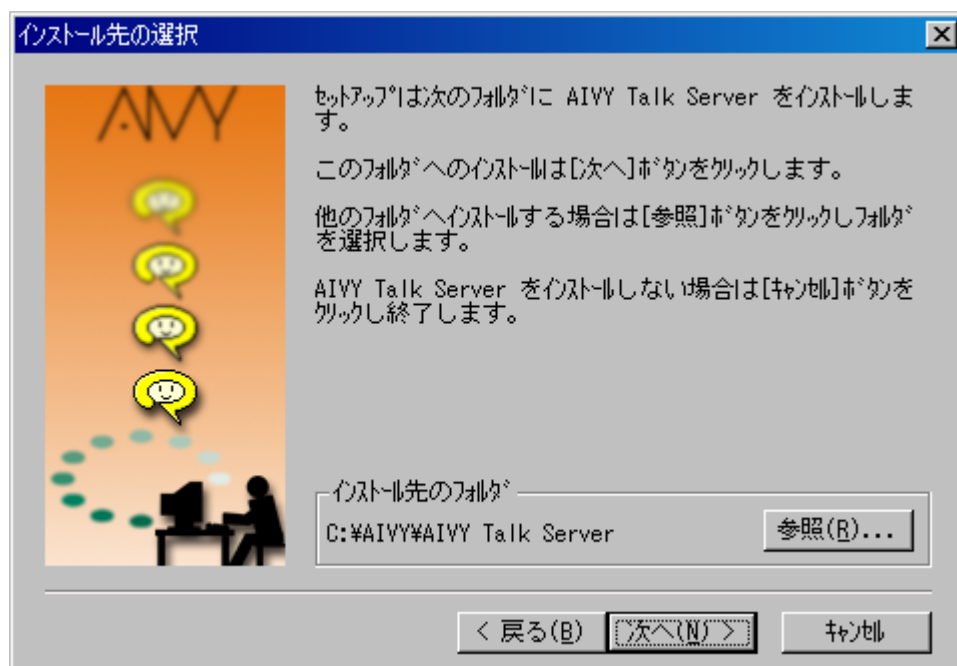 インストール先の選択
AIVY
セットアップは次のフォルダに AIVY Talk Server をインストールしま
す。
このフォルダへのインストールは[次へ]ボタンをクリックします。
他のフォルダへインストールする場合は[参照]ボタンをクリックしフォルダ
を選択します。
AIVY Talk Server をインストールしない場合は[キャンセル]ボタンを
クリックし終了します。
インストール先のフォルダ
C:¥AIVY¥AIVY Talk Server
参照(R)...
< 戻る(B)
次へ(N) >
キャンセル